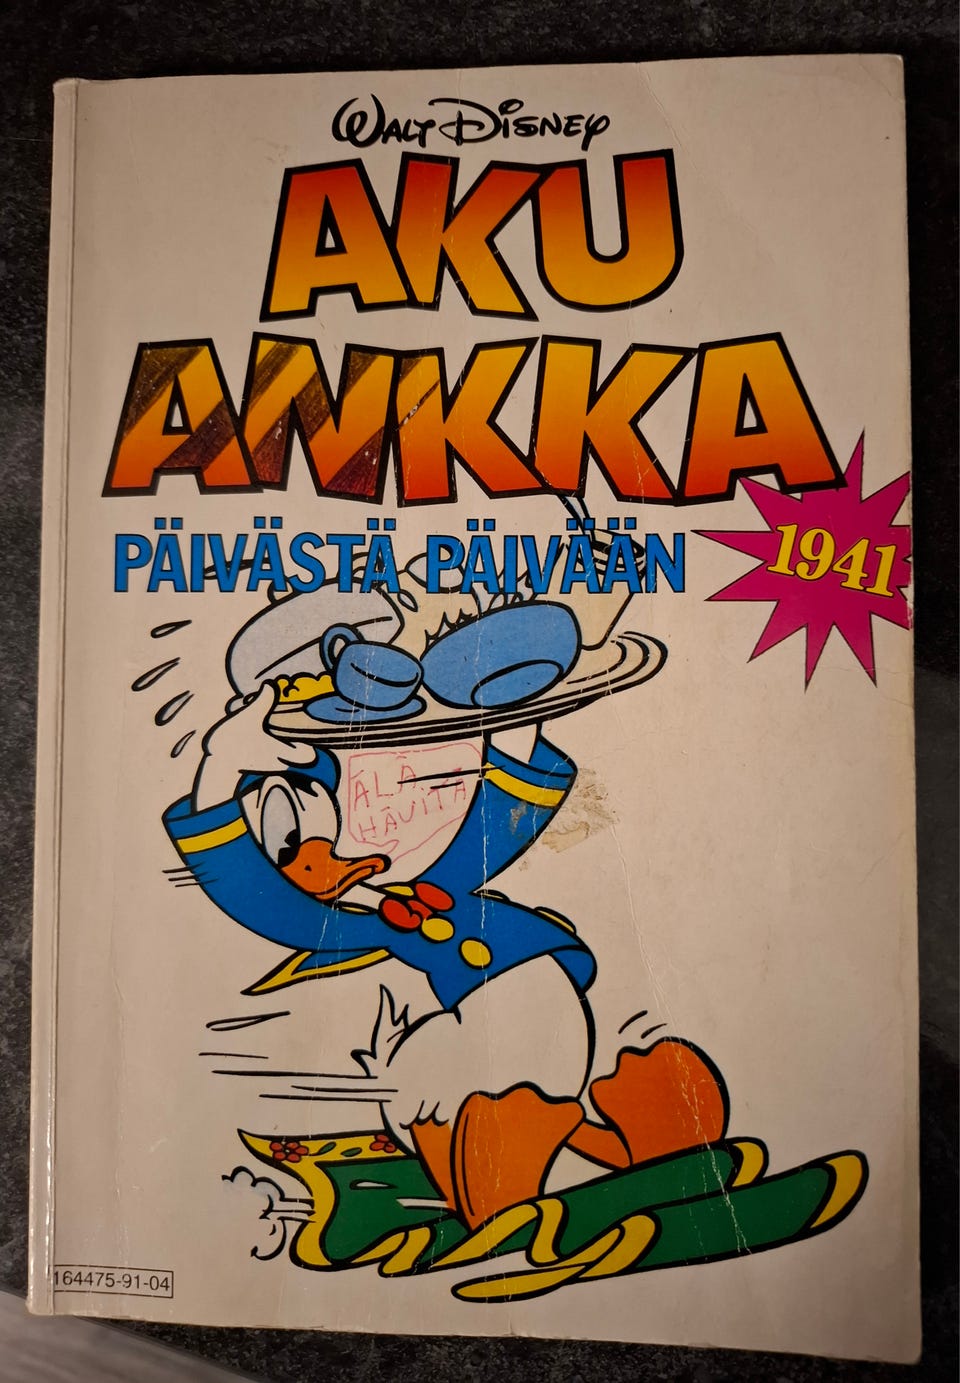 WALT DISNEY
AKU
ANKKA
PÄIVÄSTÄ PÄIVÄÄN
1941
ÄLÄ
HÄVITÄ
164475-91-04